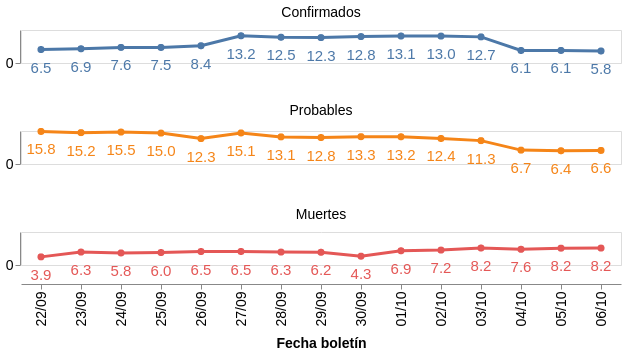 Confirmados
0
6.5 6.9 7.6 7.5 8.4 13.2 12.5 12.3 12.8 13.1 13.0 12.7 6.1 6.1 5.8
Probables
0
15.8 15.2 15.5 15.0 12.3 15.1 13.1 12.8 13.3 13.2 12.4 11.3 6.7 6.4 6.6
Muertes
0
3.9 6.3 5.8 6.0 6.5 6.5 6.3 6.2 4.3 6.9 7.2 8.2 7.6 8.2 8.2
22/09 23/09 24/09 25/09 26/09 27/09 28/09 29/09 30/09 01/10 02/10 03/10 04/10 05/10 06/10
Fecha boletín